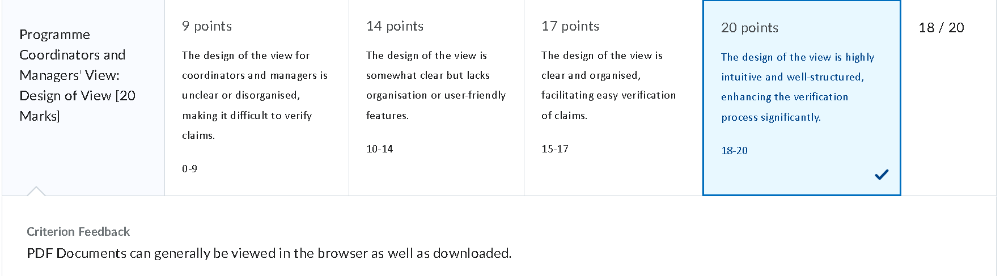 Programme
Coordinators and
Managers' View:
Design of View [20
Marks]
9 points
The design of the view for
coordinators and managers is
unclear or disorganised,
making it difficult to verify
claims.
0-9
14 points
The design of the view is
somewhat clear but lacks
organisation or user-friendly
features.
10-14
17 points
The design of the view is
clear and organised,
facilitating easy verification
of claims.
15-17
20 points
The design of the view is highly
intuitive and well-structured,
enhancing the verification
process significantly.
18-20
18 / 20
Criterion Feedback
PDF Documents can generally be viewed in the browser as well as downloaded.